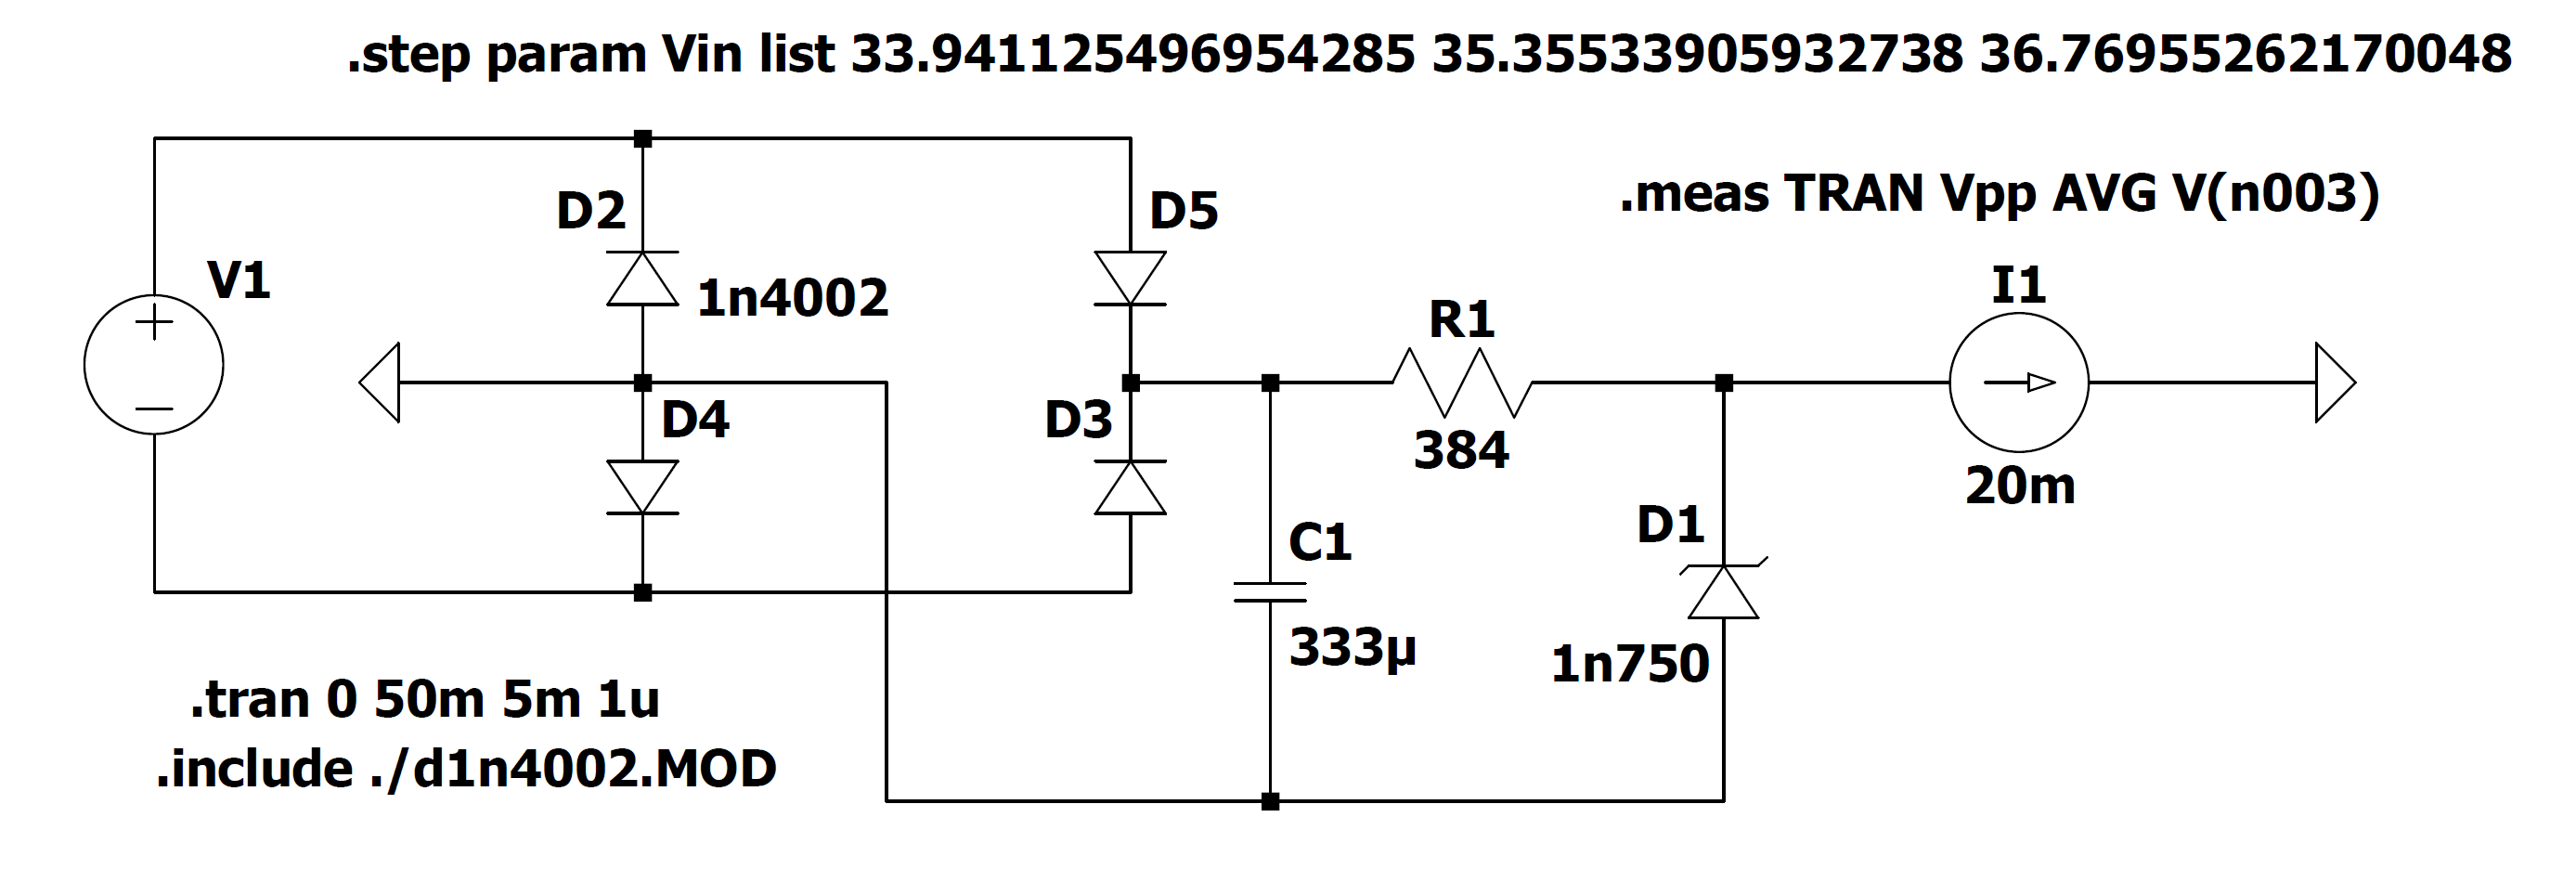 .step param Vin list 33.941125496954285 35.35533905932738 36.76955262170048
.meas TRAN Vpp AVG V(n003)
V1
D2
1n4002
D5
D4
D3
R1
384
I1
20m
C1
333µ
D1
1n750
.tran 0 50m 5m 1u
.include ./d1n4002.MOD